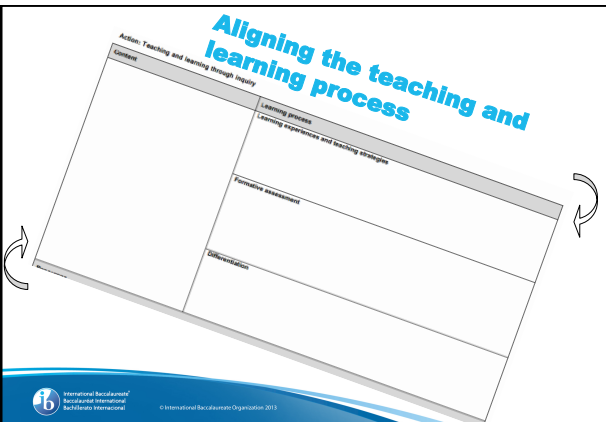 Aligning the teaching and
learning process
Action: Teaching and learning through inquiry
Content
Learning process
Learning experiences and teaching strategies
Formative assessment
Differentiation
ib
International Baccalaureate®
Baccalauréat International
Bachillerato Internacional
© International Baccalaureate Organization 2013